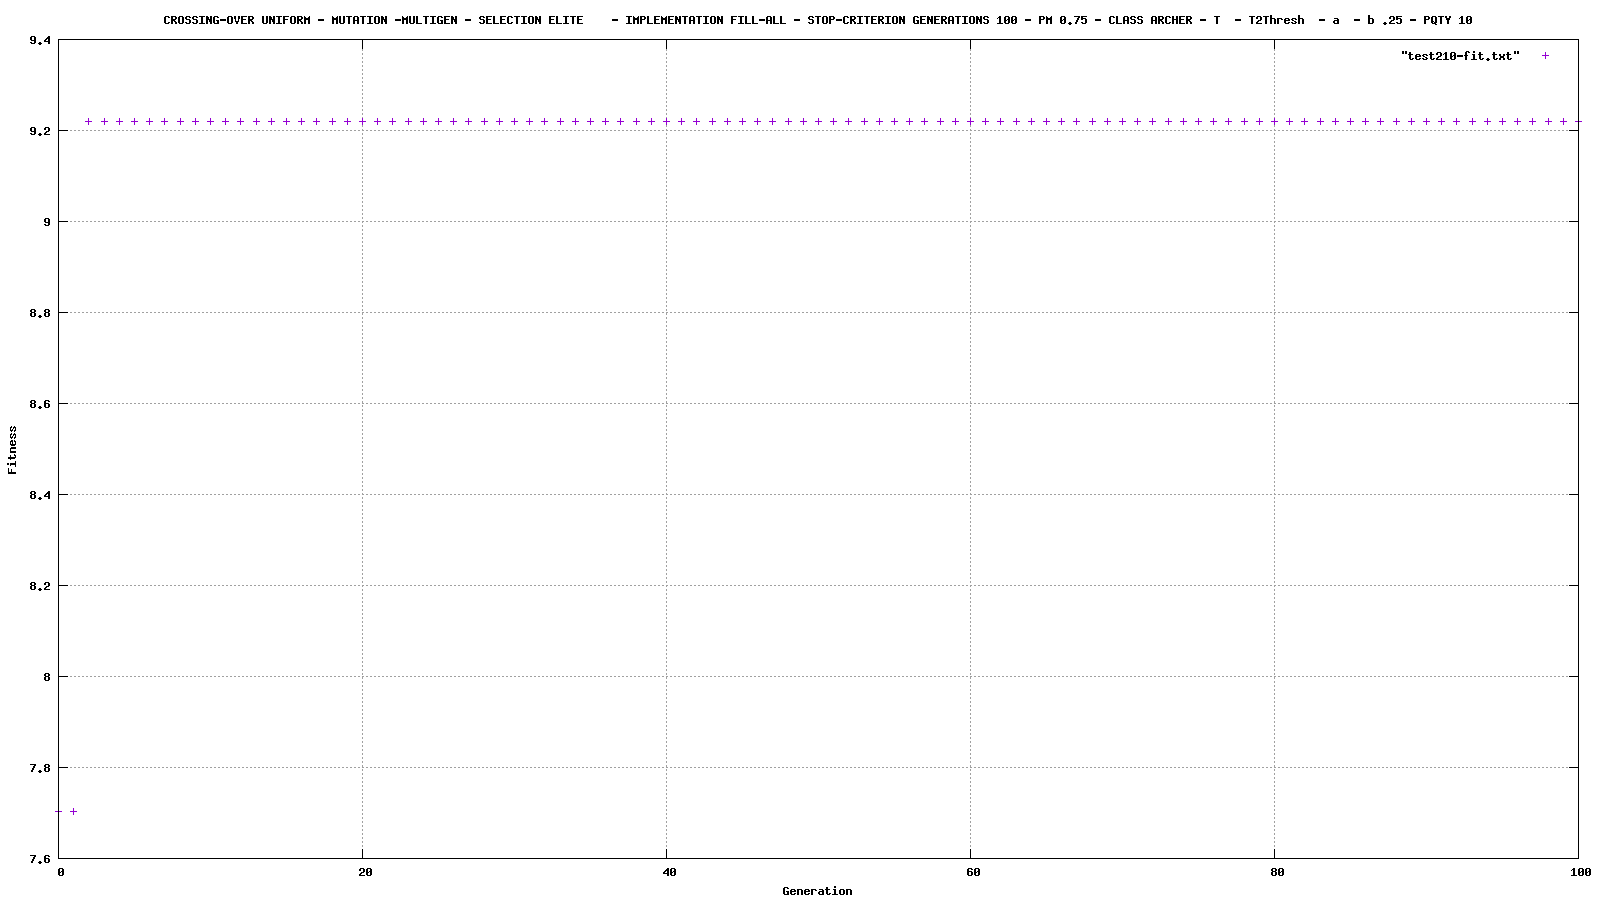 CROSSING-OVER UNIFORM - MUTATION -MULTIGEN - SELECTION ELITE    - IMPLEMENTATION FILL-ALL - STOP-CRITERION GENERATIONS 100 - PM 0.75 - CLASS ARCHER - T  - T2Thresh  - a  - b .25 - PQTY 10
"test210-fit.txt"
9.4
9.2
9
8.8
8.6
8.4
8.2
8
7.8
7.6
Fitness
0 20 40 60 80 100
Generation